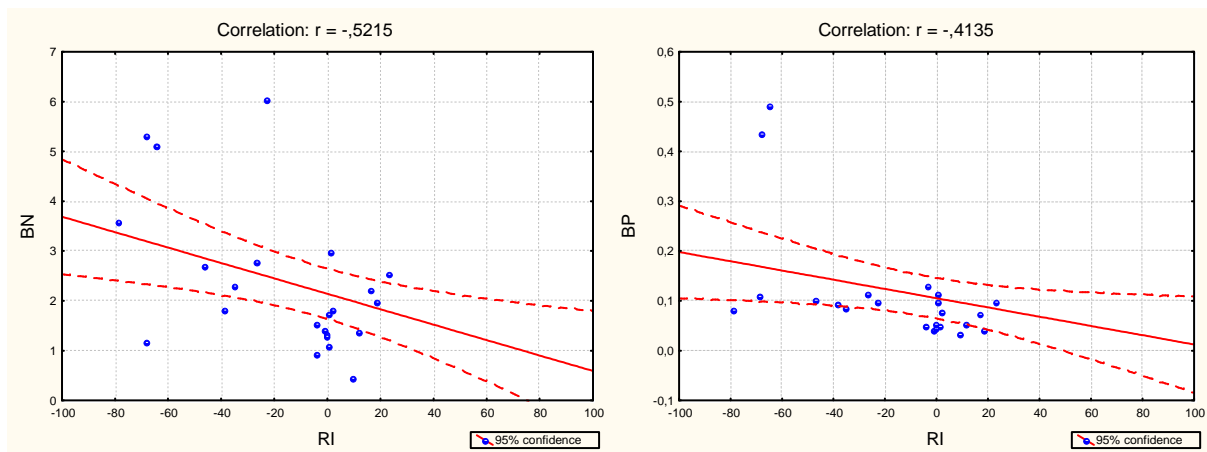 Correlation: r = -,5215
7
6
5
4
3
2
1
0
BN
-100 -80 -60 -40 -20 0 20 40 60 80 100
RI
95% confidence
Correlation: r = -,4135
0,6
0,5
0,4
0,3
0,2
0,1
0,0
-0,1
BP
-100 -80 -60 -40 -20 0 20 40 60 80 100
RI
95% confidence